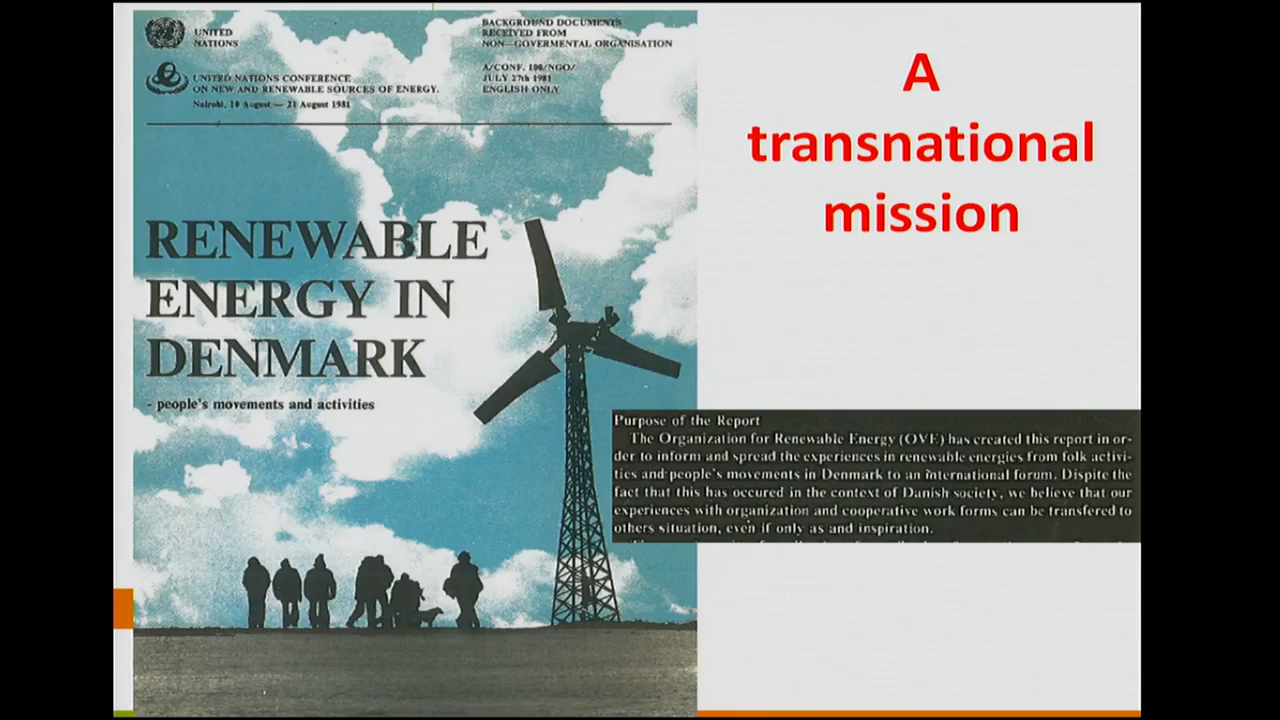 UNITED
NATIONS
BACKGROUND DOCUMENTS
RECEIVED FROM
NON—GOVERMENTAL ORGANISATION
UNITED NATIONS CONFERENCE
ON NEW AND RENEWABLE SOURCES OF ENERGY.
Nairobi, 10 August — 21 August 1981
A/CONF. 100/NGO/
JULY 27th 1981
ENGLISH ONLY
RENEWABLE
ENERGY IN
DENMARK
- people's movements and activities
A
transnational
mission
Purpose of the Report
The Organization for Renewable Energy (OVE) has created this report in or-
der to inform and spread the experiences in renewable energies from folk activi-
ties and people's movements in Denmark to an international forum. Dispite the
fact that this has occured in the context of Danish society, we believe that our
experiences with organization and cooperative work forms can be transfered to
others situation, even if only as and inspiration.